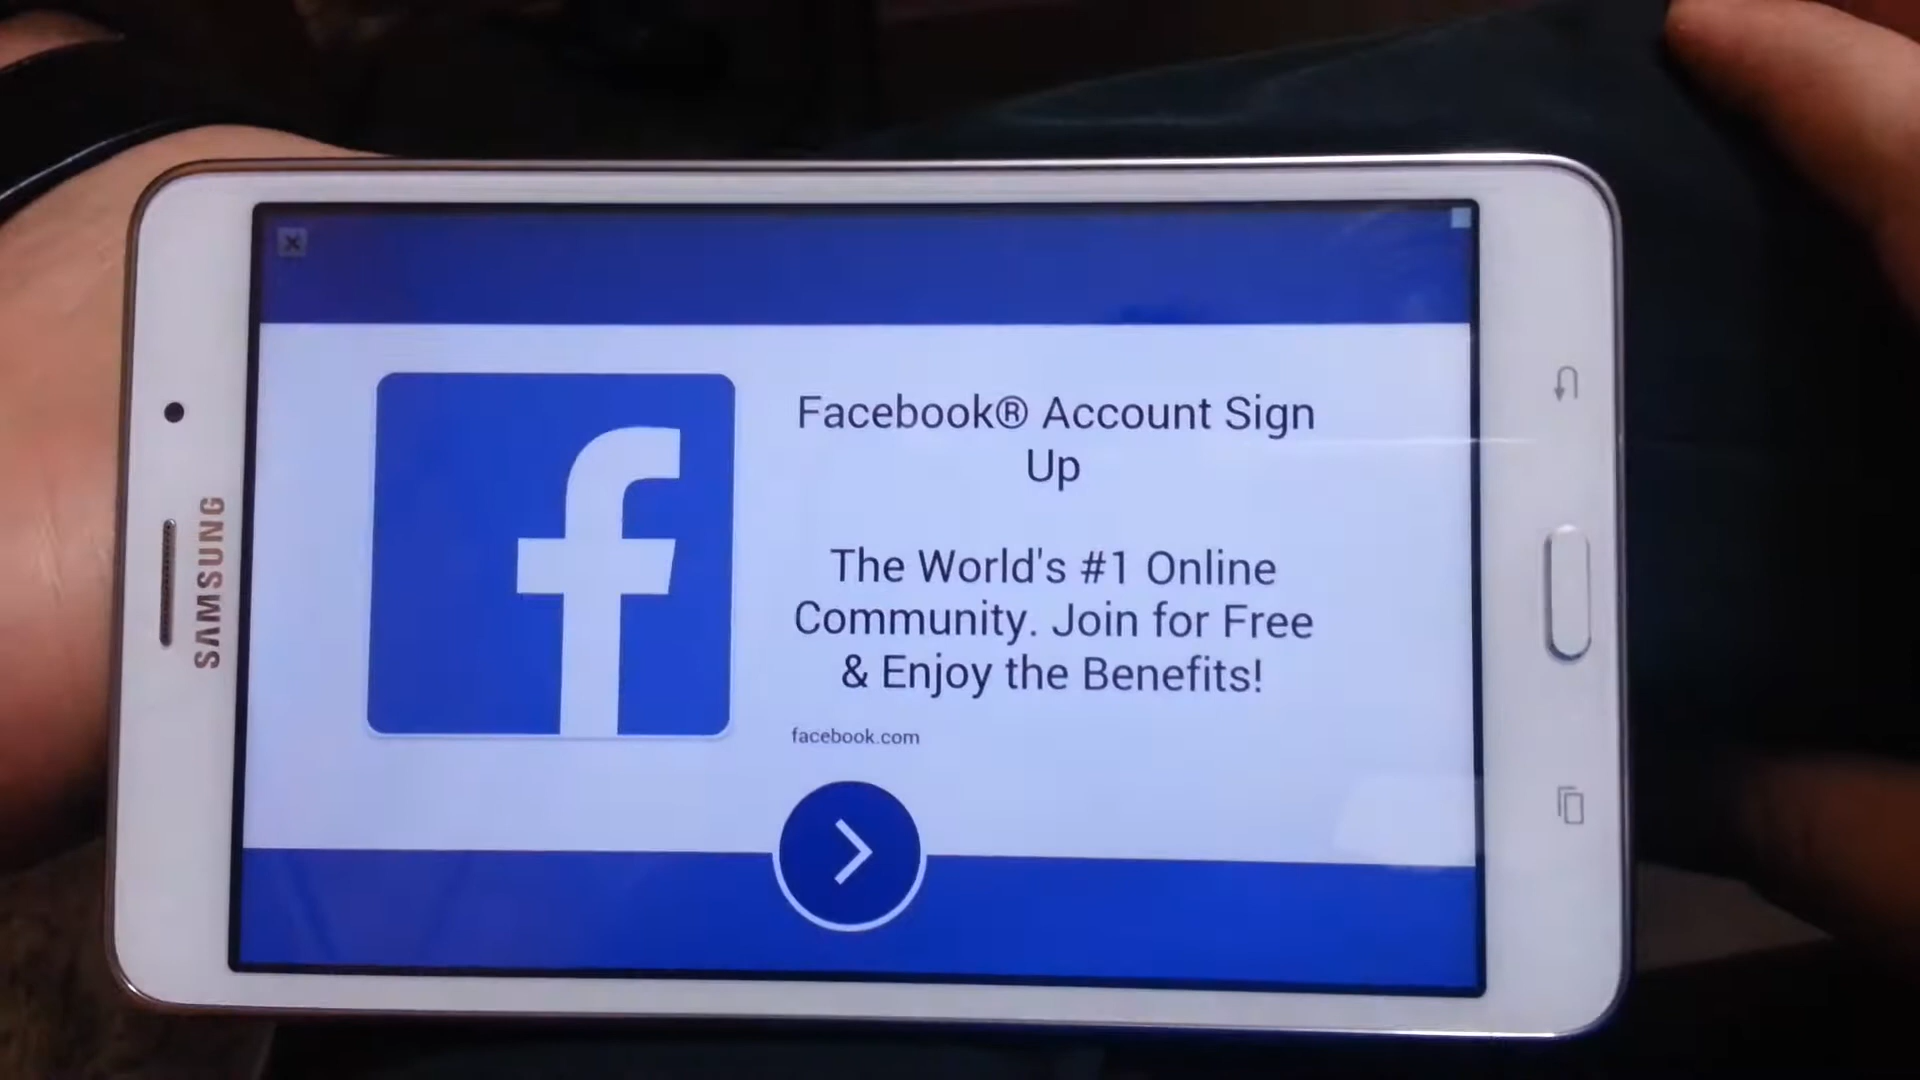 SAMSUNG
Facebook® Account Sign
Up
The World's #1 Online
Community. Join for Free
& Enjoy the Benefits!
facebook.com